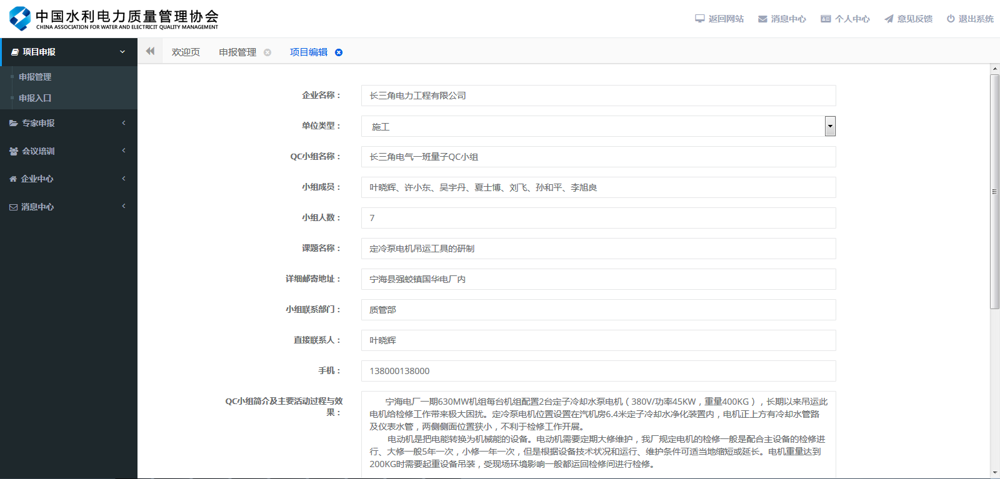 中国水利电力质量管理协会
CHINA ASSOCIATION FOR WATER AND ELECTRICIT QUALITY MANAGEMENT
返回网站 消息中心 个人中心 意见反馈 退出系统
项目申报
申报管理
申报入口
专家申报
会议培训
企业中心
消息中心
欢迎页 申报管理 项目编辑
企业名称： 长三角电力工程有限公司
单位类型： 施工
QC小组名称： 长三角电气一班量子QC小组
小组成员： 叶晓辉、许小东、吴宇丹、夏士博、刘飞、孙和平、李旭良
小组人数： 7
课题名称： 定冷泵电机吊运工具的研制
详细邮寄地址： 宁海县强蛟镇国华电厂内
小组联系部门： 质管部
直接联系人： 叶晓辉
手机： 138000138000
QC小组简介及主要活动过程与效
果：
宁海电厂一期630MW机组每台机组配置2台定子冷却水泵电机（380V/功率45KW，重量400KG），长期以来吊运此
电机给检修工作带来极大困扰。定冷泵电机位置设置在汽机房6.4米定子冷却水净化装置内，电机正上方有冷却水管路
及仪表水管，两侧侧面位置狭小，不利于检修工作开展。
电动机是把电能转换为机械能的设备。电动机需要定期大修维护，我厂规定电机的检修一般是配合主设备的检修进
行、大修一般5年一次，小修一年一次，但是根据设备技术状况和运行、维护条件可适当地缩短或延长。电机重量达到
200KG时需要起重设备吊装，受现场环境影响一般都运回检修间进行检修。